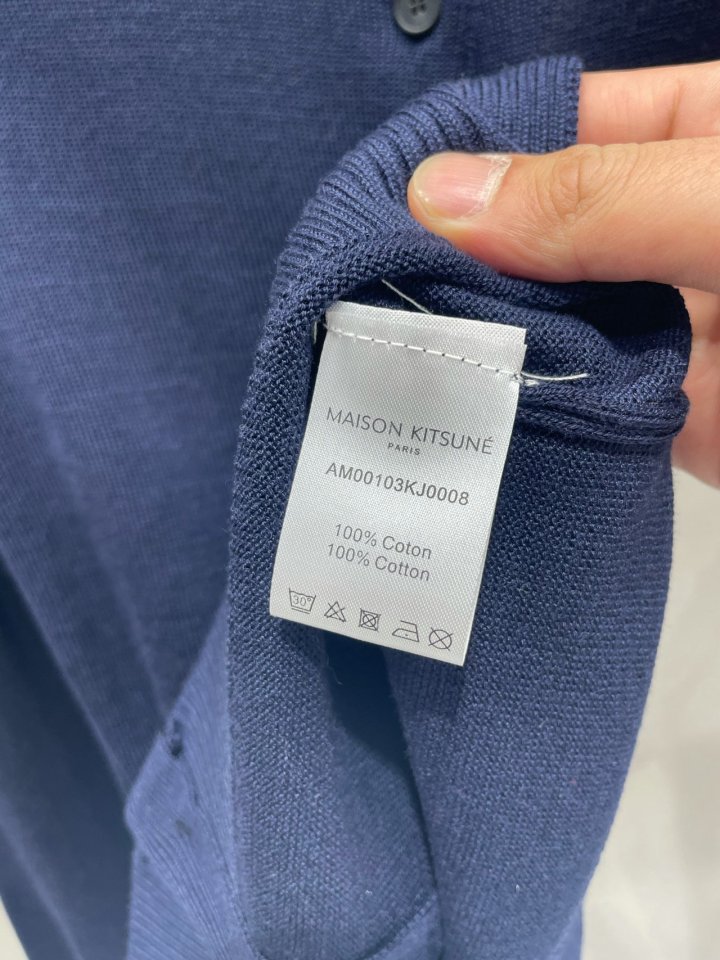 MAISON KITSUNÉ
PARIS
AM00103KJ0008
100% Coton
100% Cotton
30°